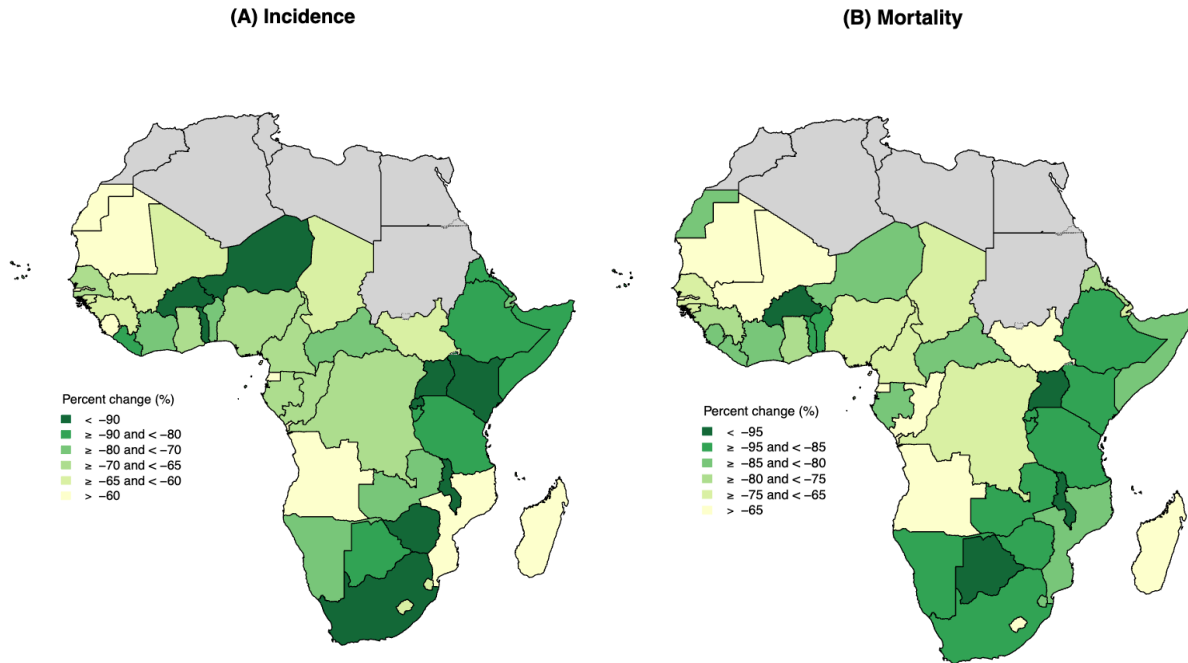 (A) Incidence
(B) Mortality
Percent change (%)
< −90
≥ −90 and < −80
≥ −80 and < −70
≥ −70 and < −65
≥ −65 and < −60
> −60
Percent change (%)
< −95
≥ −95 and < −85
≥ −85 and < −80
≥ −80 and < −75
≥ −75 and < −65
> −65